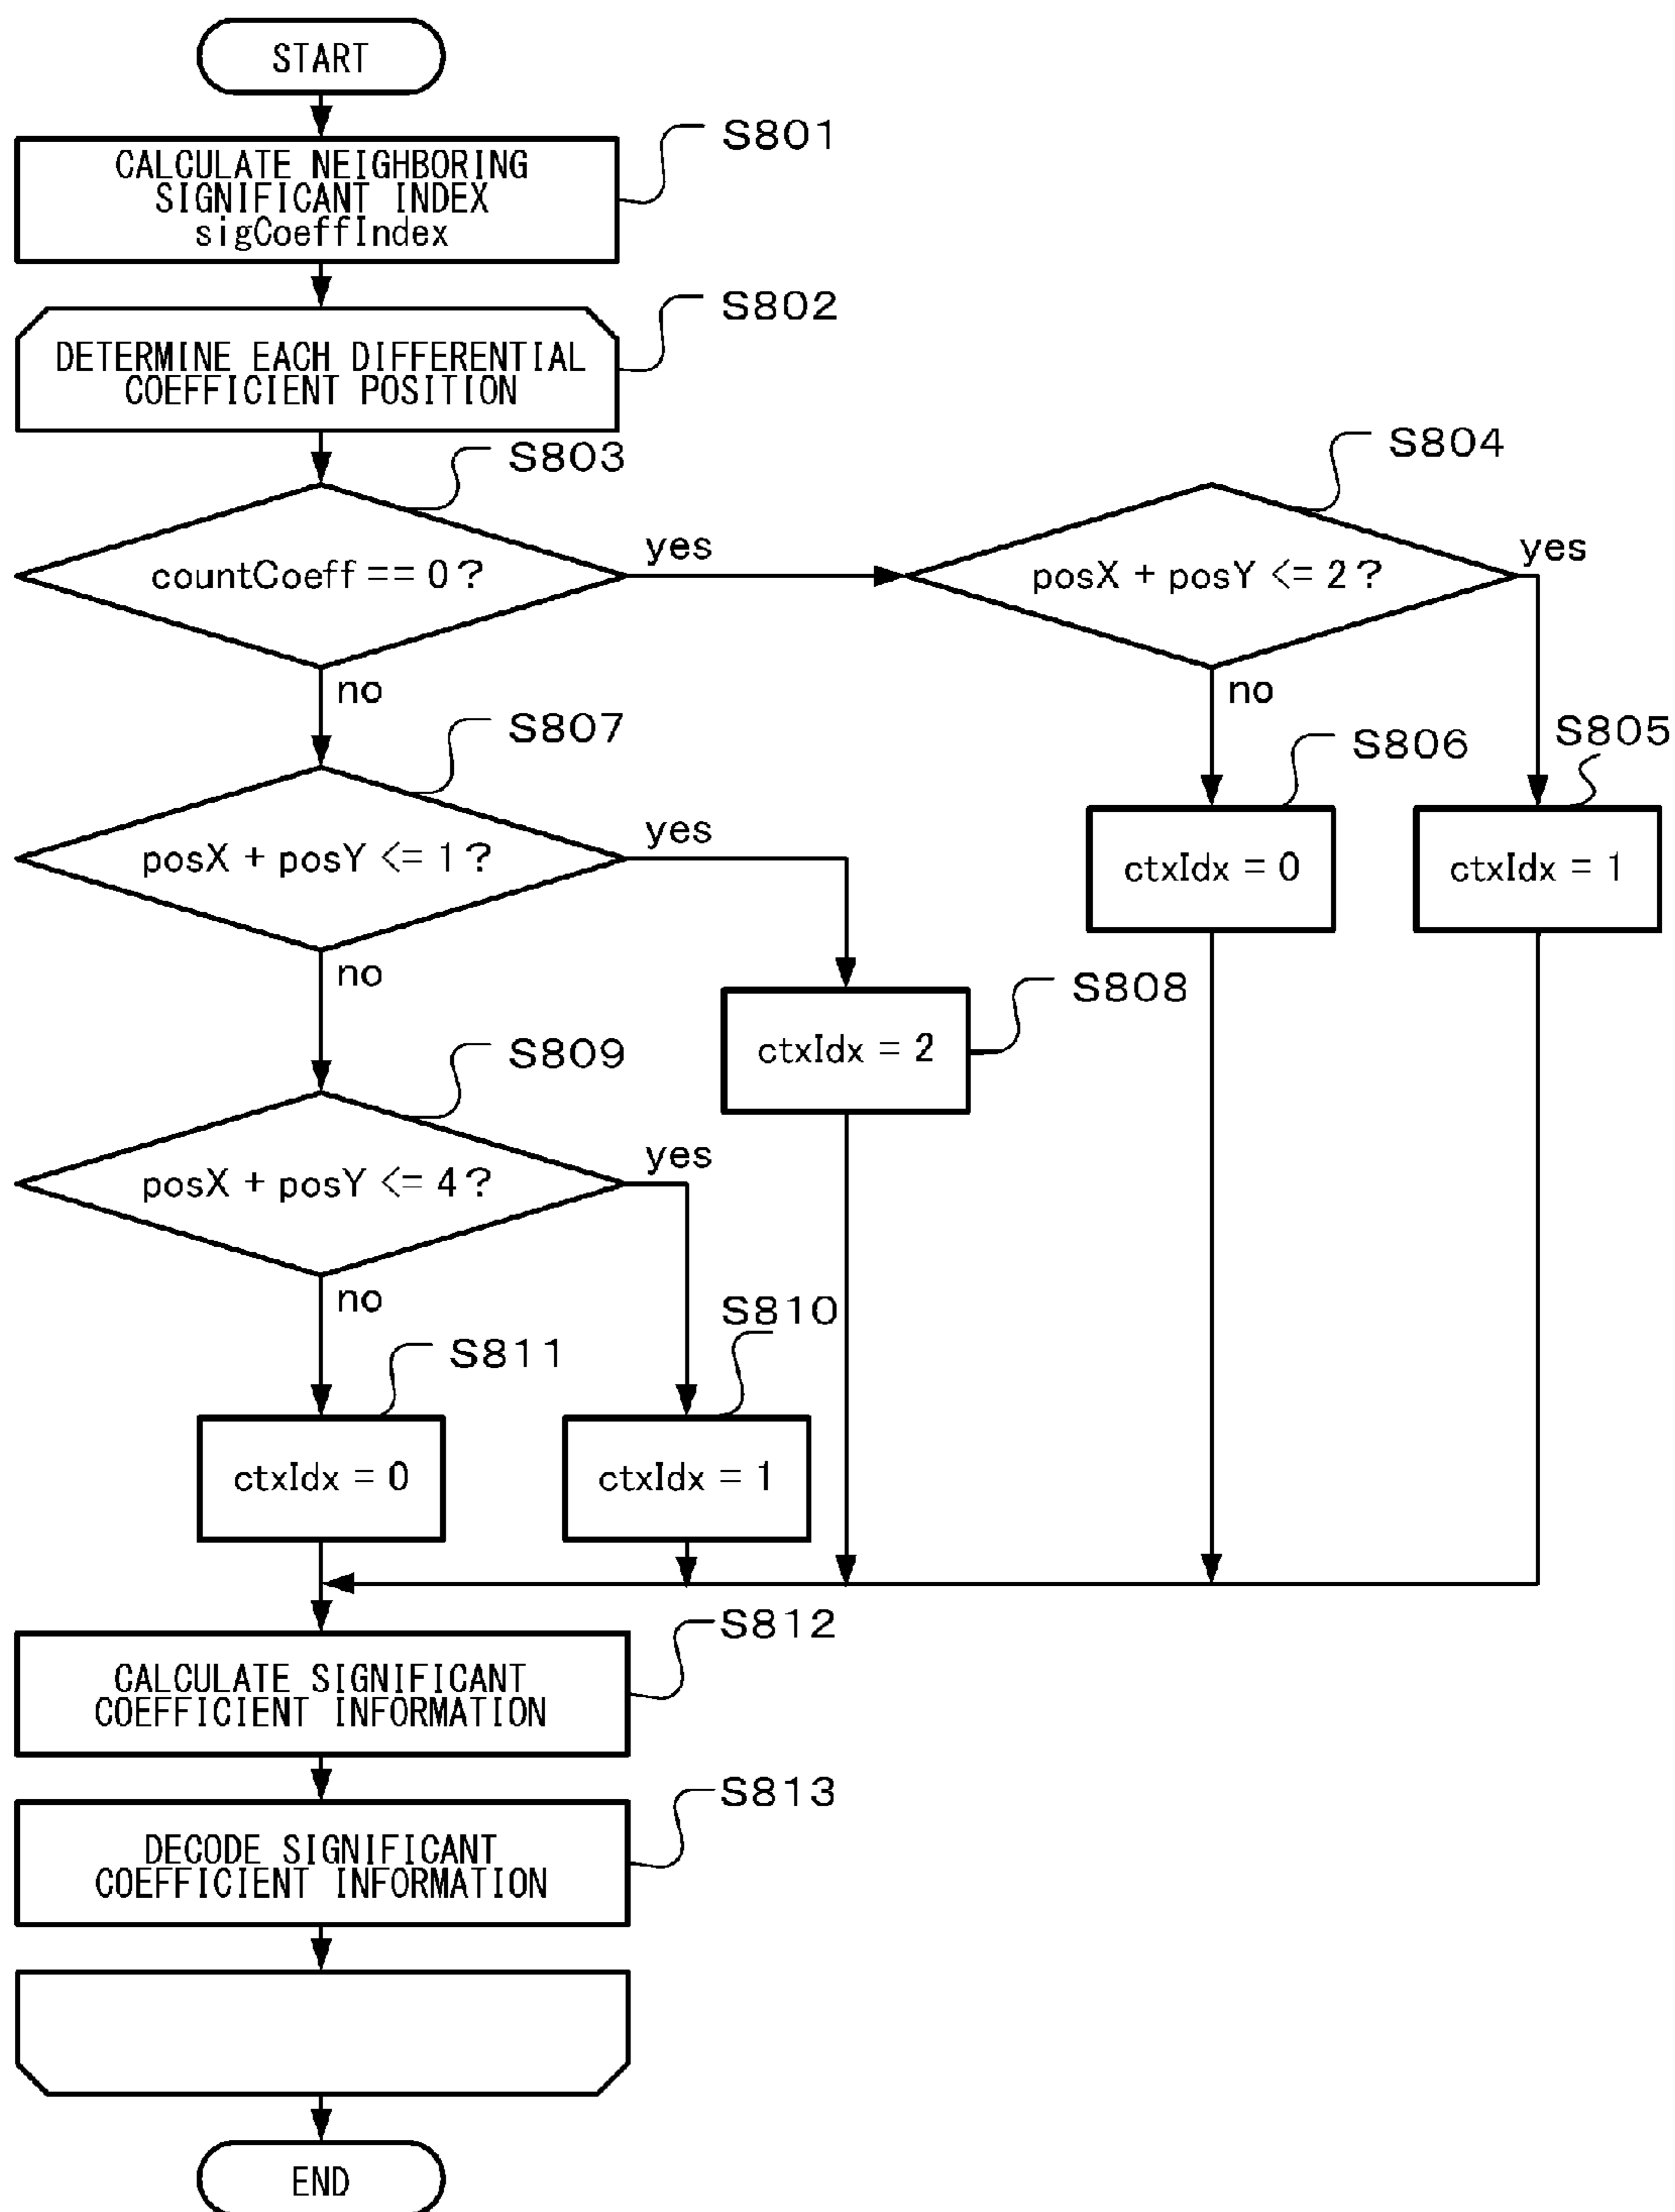 START
CALCULATE NEIGHBORING
SIGNIFICANT INDEX
sigCoeffIndex
S801
DETERMINE EACH DIFFERENTIAL
COEFFICIENT POSITION
S802
countCoeff == 0?
S803
yes
no
posX + posY <= 2?
S804
yes
no
S805
S806
ctxIdx = 0
ctxIdx = 1
posX + posY <= 1?
S807
yes
no
ctxIdx = 2
S808
posX + posY <= 4?
S809
yes
no
S810
S811
ctxIdx = 0
ctxIdx = 1
CALCULATE SIGNIFICANT
COEFFICIENT INFORMATION
S812
DECODE SIGNIFICANT
COEFFICIENT INFORMATION
S813
END